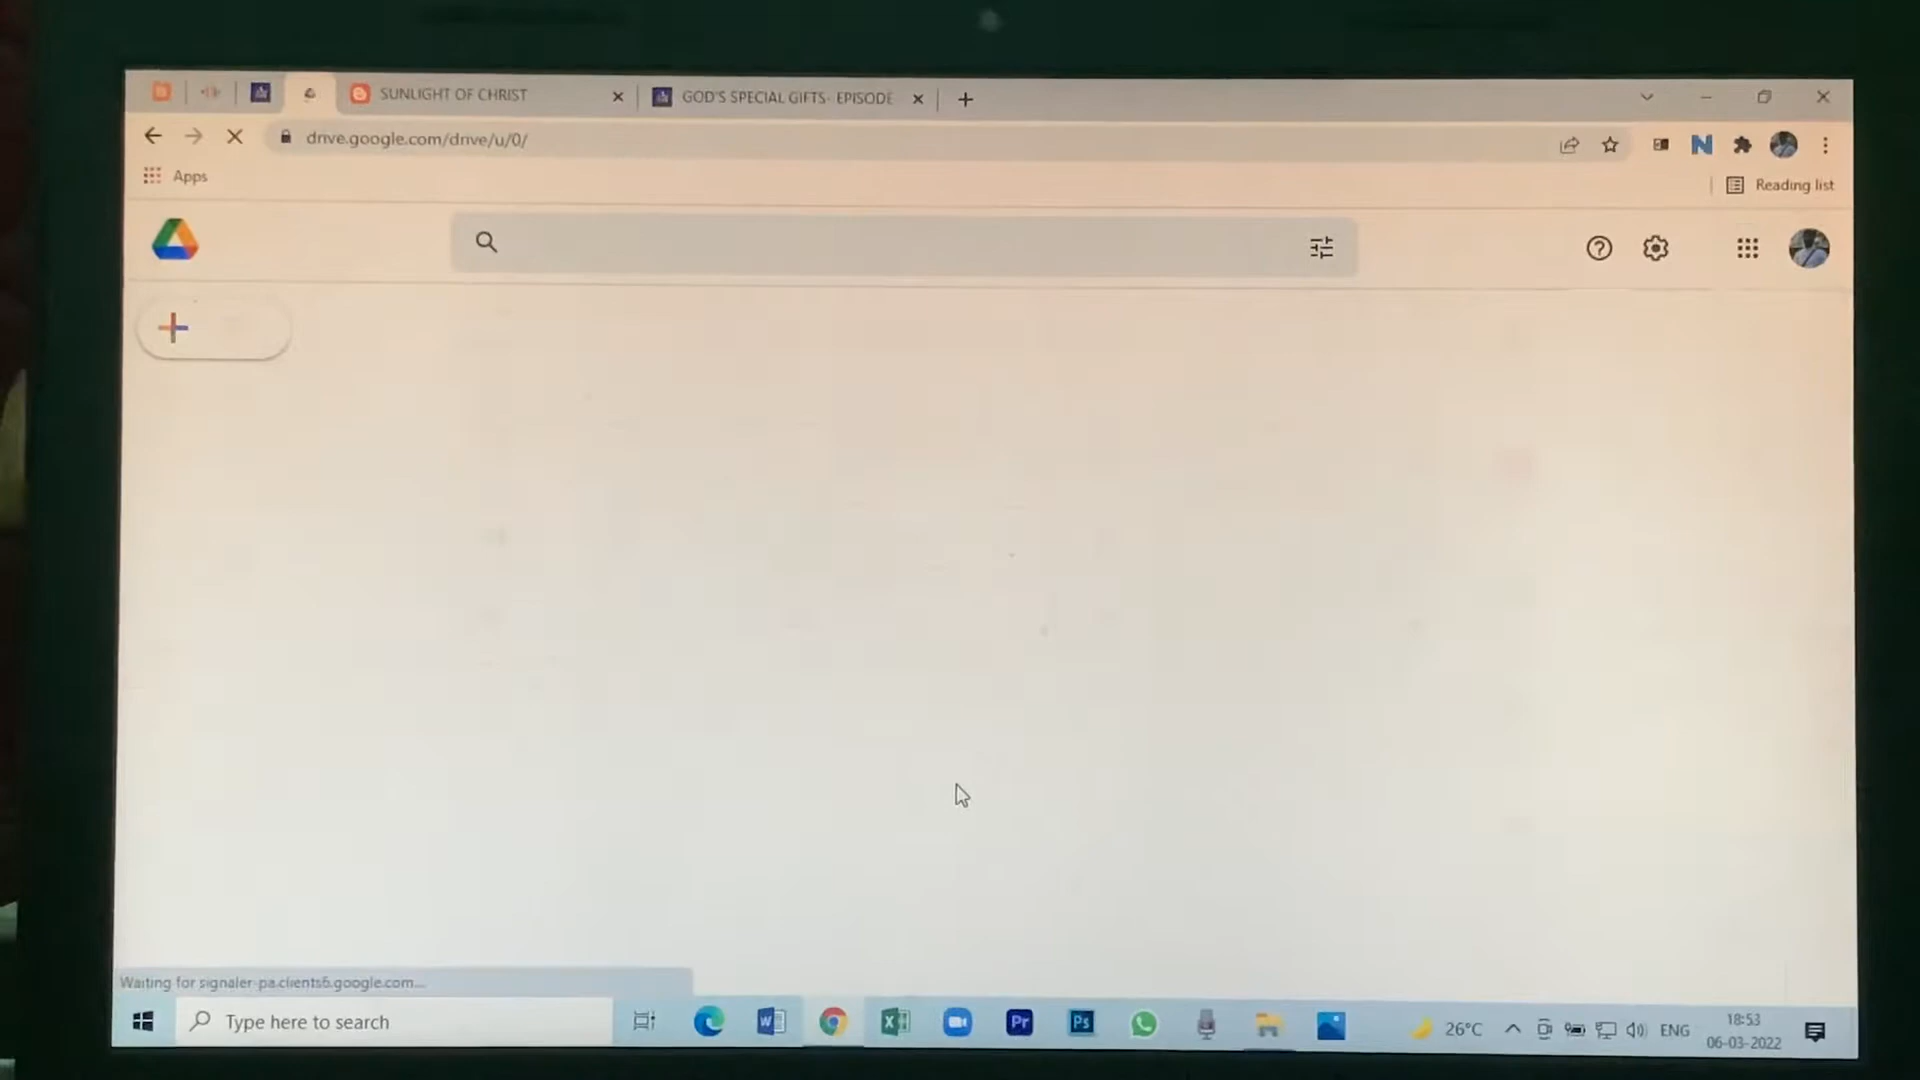 SUNLIGHT OF CHRIST
GOD'S SPECIAL GIFTS- EPISODE
drive.google.com/drive/u/0/
Apps
Reading list
Waiting for signaler-pa.clients6.google.com...
Type here to search
26°C
ENG
18:53
06-03-2022